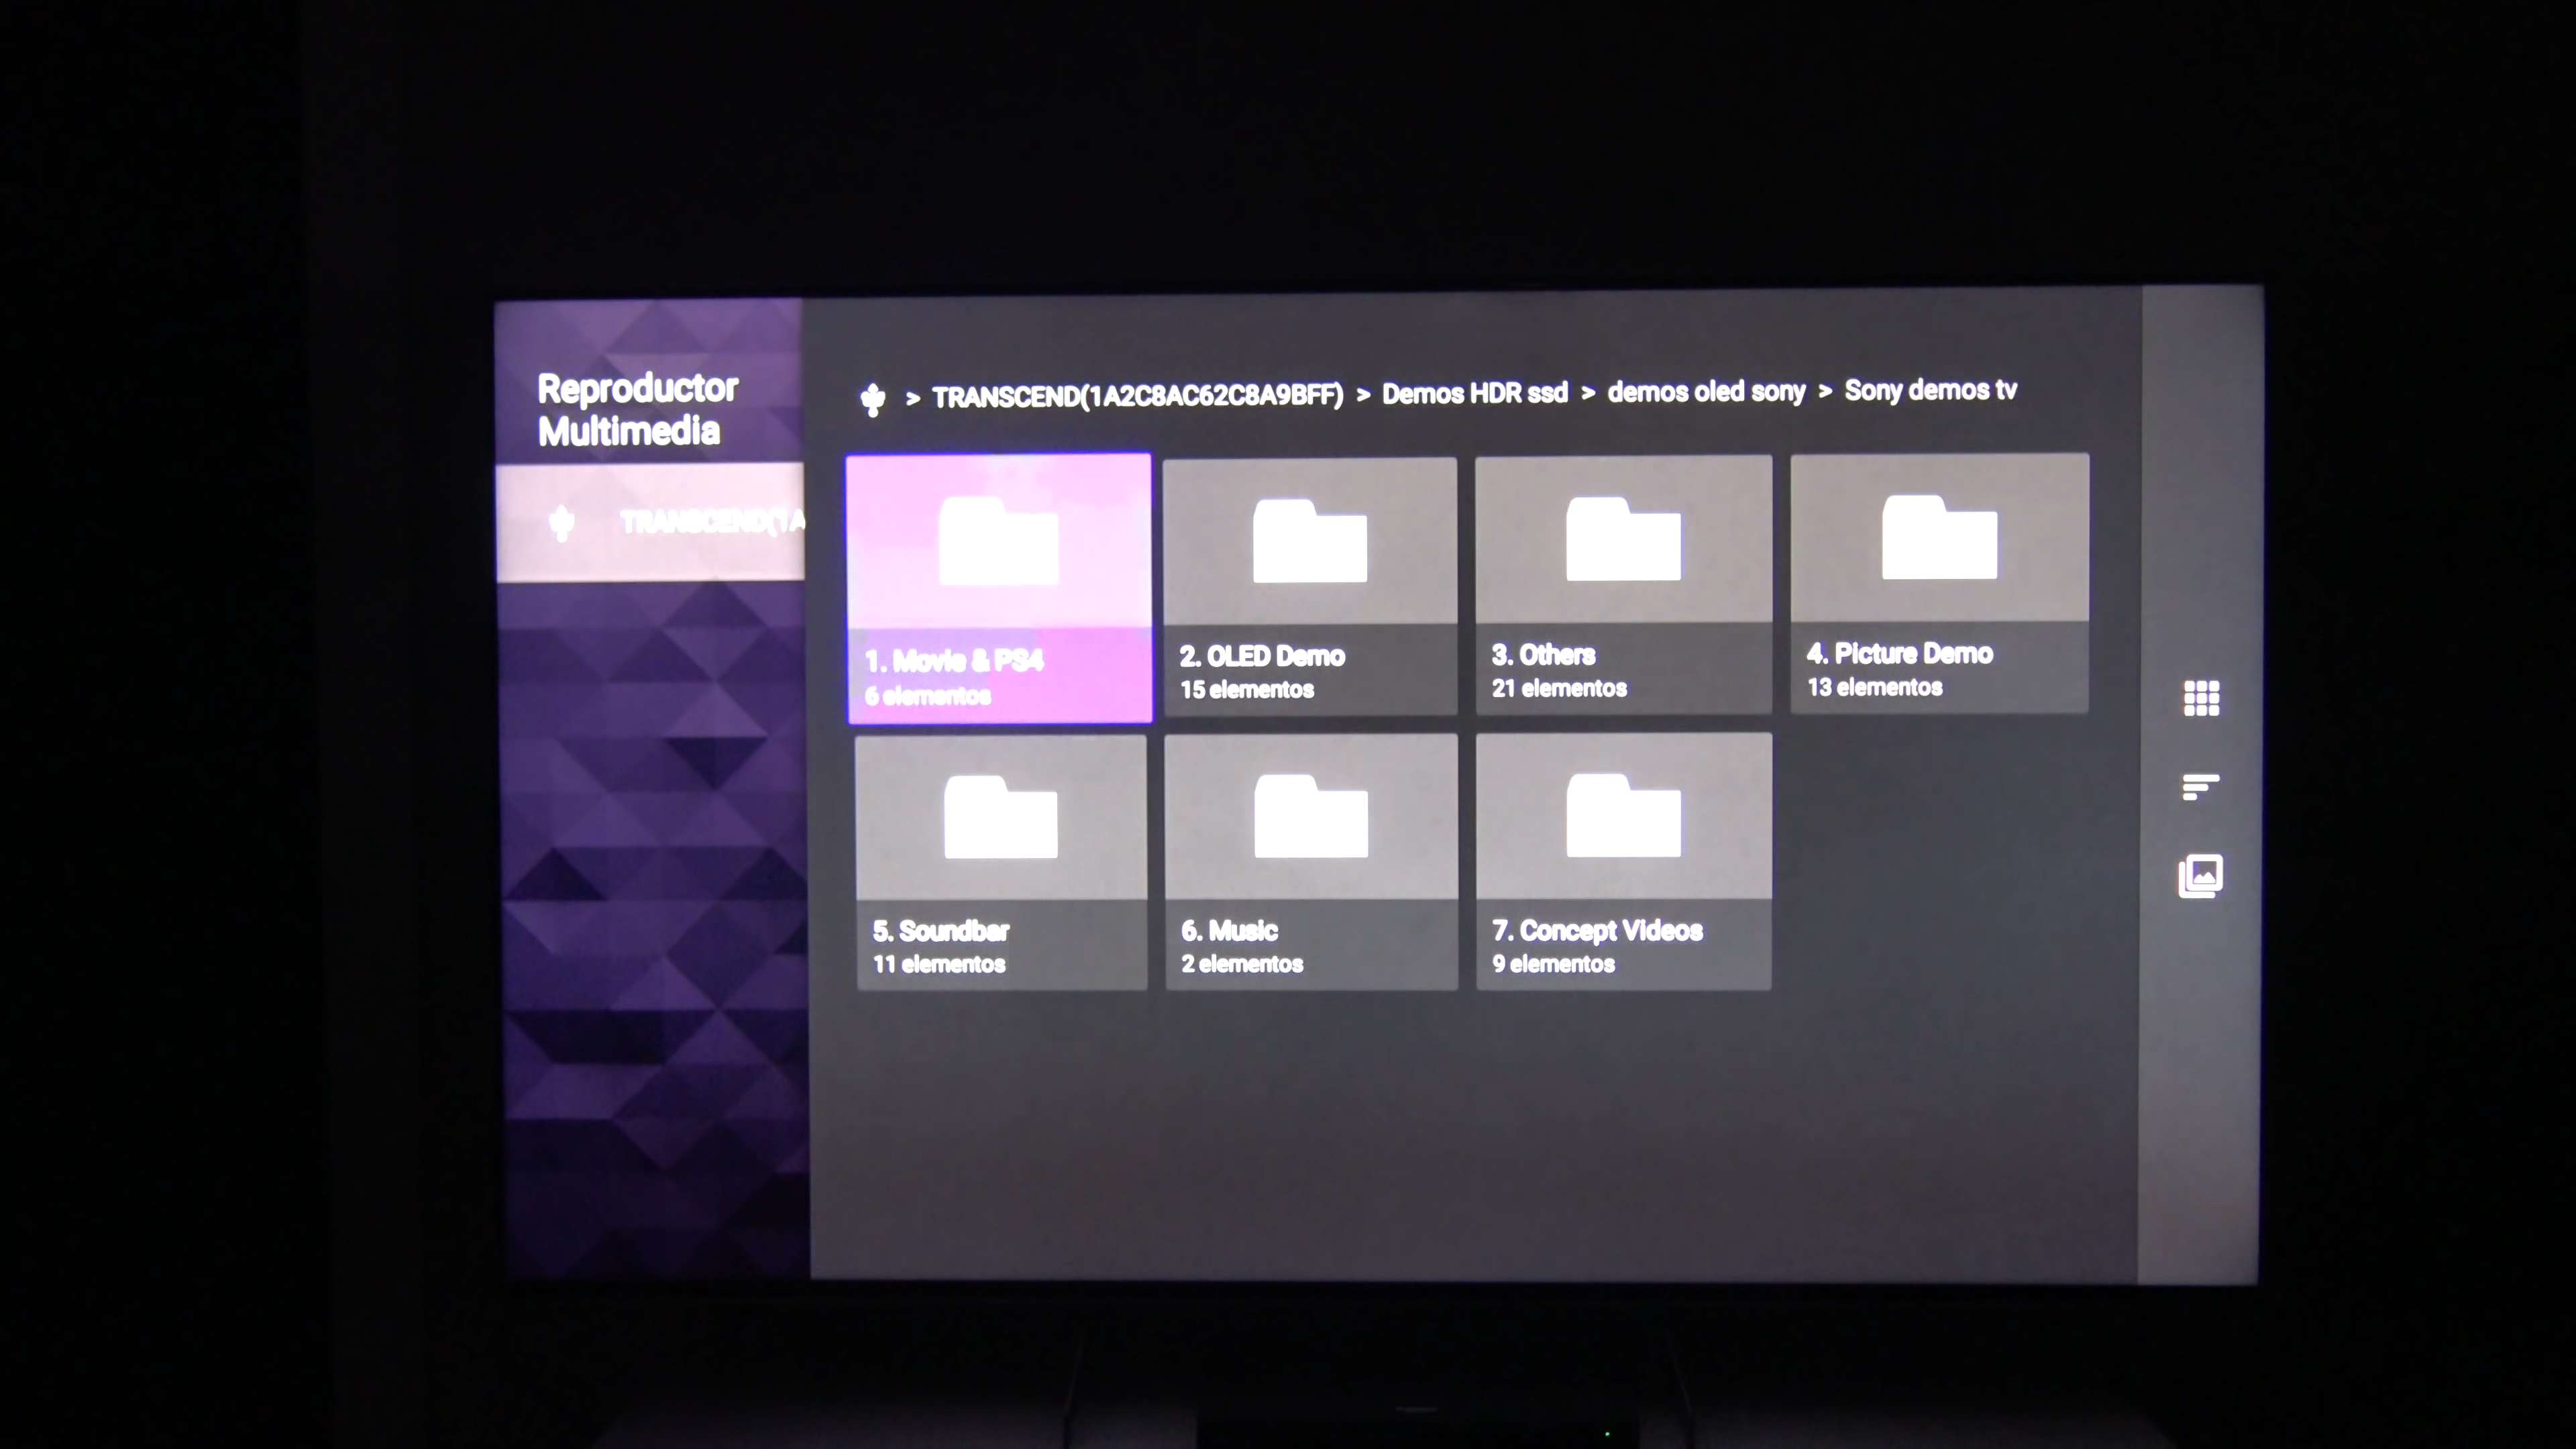 Reproductor
Multimedia
TRANSCEND(1A
> TRANSCEND(1A2C8AC62C8A9BFF) > Demos HDR ssd > demos oled sony > Sony demos tv
1. Movie & PS4
6 elementos
2. OLED Demo
15 elementos
3. Others
21 elementos
4. Picture Demo
13 elementos
5. Soundbar
11 elementos
6. Music
2 elementos
7. Concept Videos
9 elementos